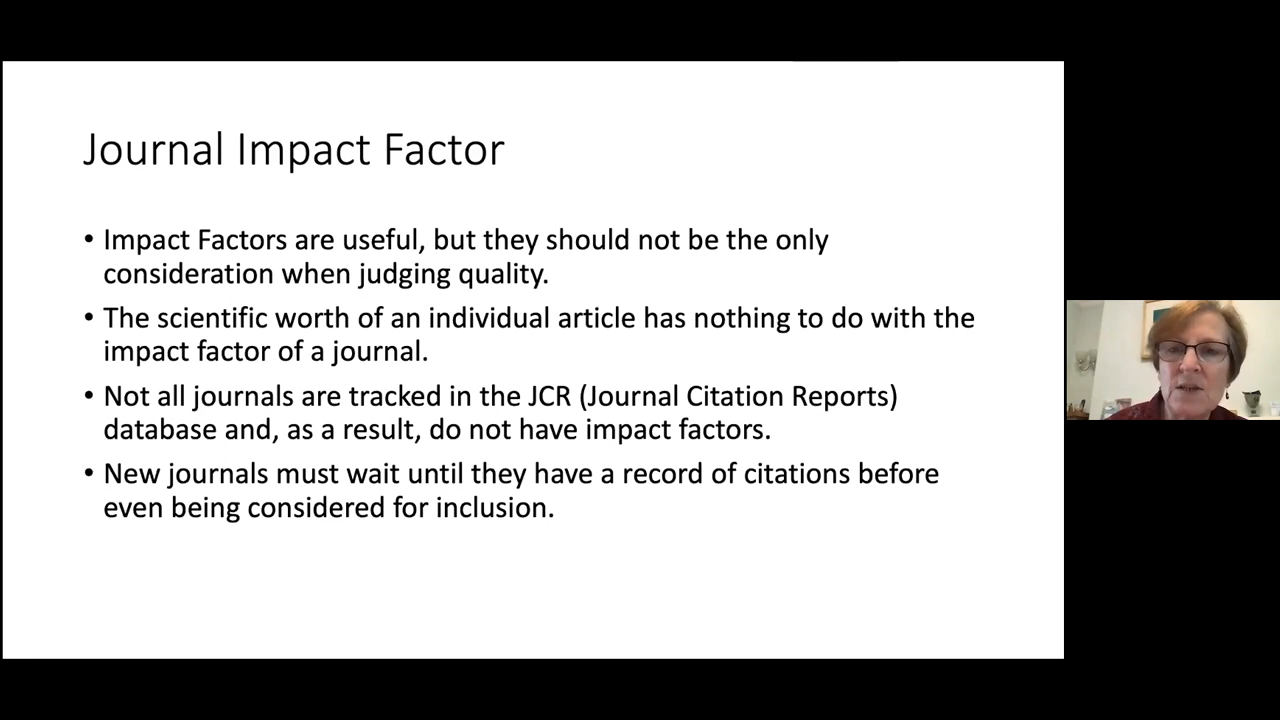 Journal Impact Factor
• Impact Factors are useful, but they should not be the only
consideration when judging quality.
• The scientific worth of an individual article has nothing to do with the
impact factor of a journal.
• Not all journals are tracked in the JCR (Journal Citation Reports)
database and, as a result, do not have impact factors.
• New journals must wait until they have a record of citations before
even being considered for inclusion.